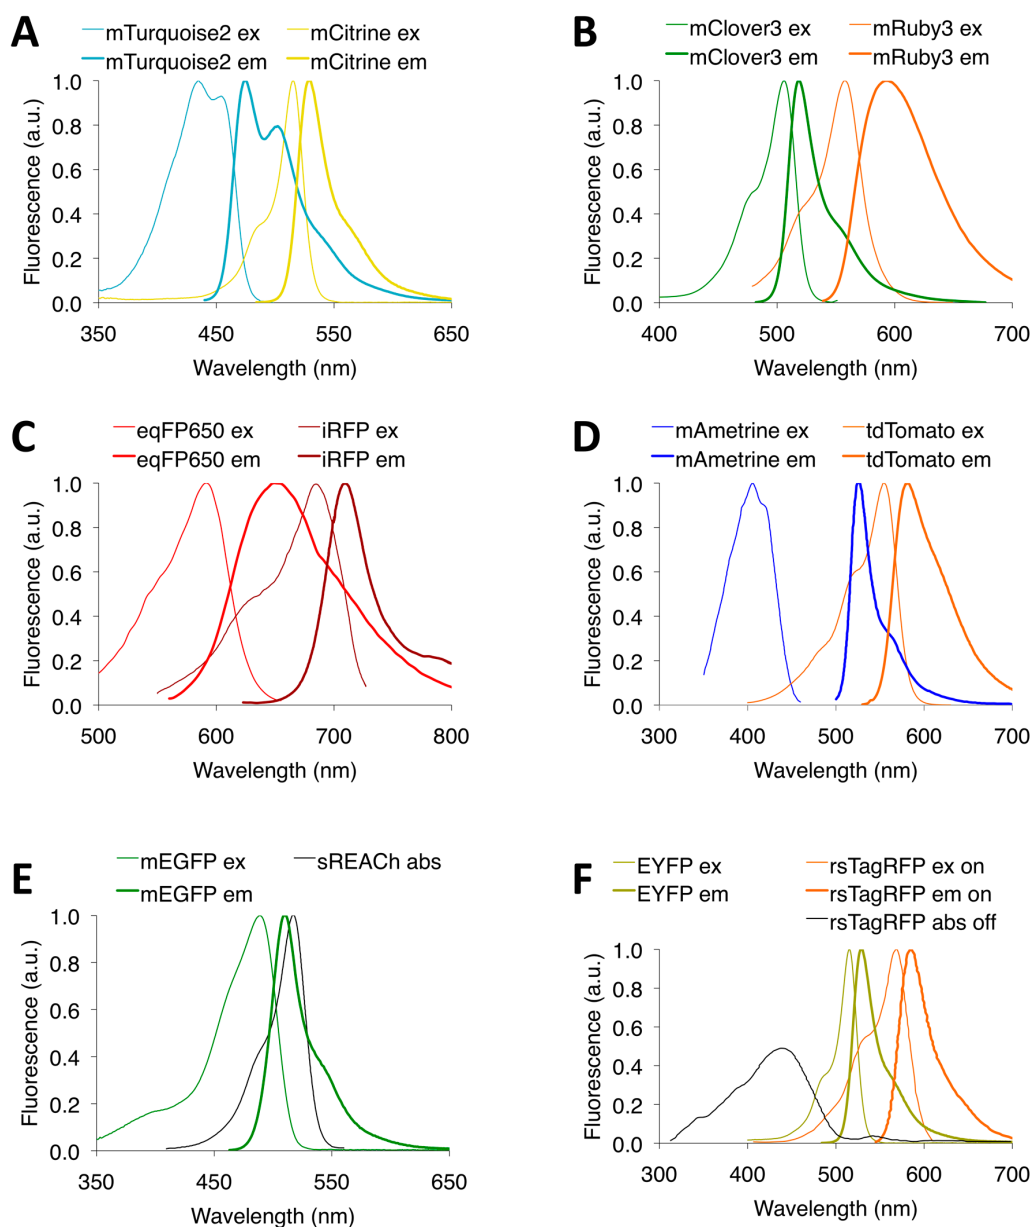 A
mTurquoise2 ex mCitrine ex
mTurquoise2 em mCitrine em
Fluorescence (a.u.)
1.0
0.8
0.6
0.4
0.2
0.0
350 450 550 650
Wavelength (nm)
B
mClover3 ex mRuby3 ex
mClover3 em mRuby3 em
Fluorescence (a.u.)
1.0
0.8
0.6
0.4
0.2
0.0
400 500 600 700
Wavelength (nm)
C
eqFP650 ex iRFP ex
eqFP650 em iRFP em
Fluorescence (a.u.)
1.0
0.8
0.6
0.4
0.2
0.0
500 600 700 800
Wavelength (nm)
D
mAmetrine ex tdTomato ex
mAmetrine em tdTomato em
Fluorescence (a.u.)
1.0
0.8
0.6
0.4
0.2
0.0
300 400 500 600 700
Wavelength (nm)
E
mEGFP ex sREACh abs
mEGFP em
Fluorescence (a.u.)
1.0
0.8
0.6
0.4
0.2
0.0
350 450 550 650
Wavelength (nm)
F
EYFP ex rsTagRFP ex on
EYFP em rsTagRFP em on
rsTagRFP abs off
Fluorescence (a.u.)
1.0
0.8
0.6
0.4
0.2
0.0
300 400 500 600 700
Wavelength (nm)